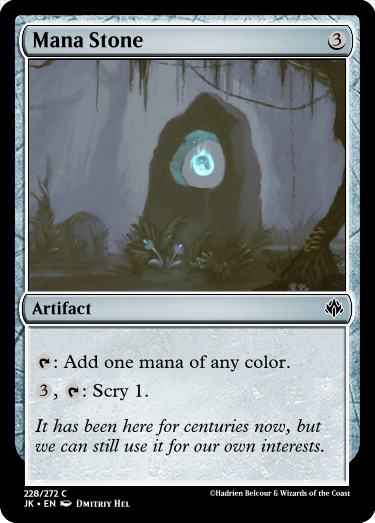 Mana Stone 3
Artifact
: Add one mana of any color.
3, : Scry 1.
It has been here for centuries now, but
we can still use it for our own interests.
228/272 C
JK • EN Dmitriy Hel
©Hadrien Belcour & Wizards of the Coast